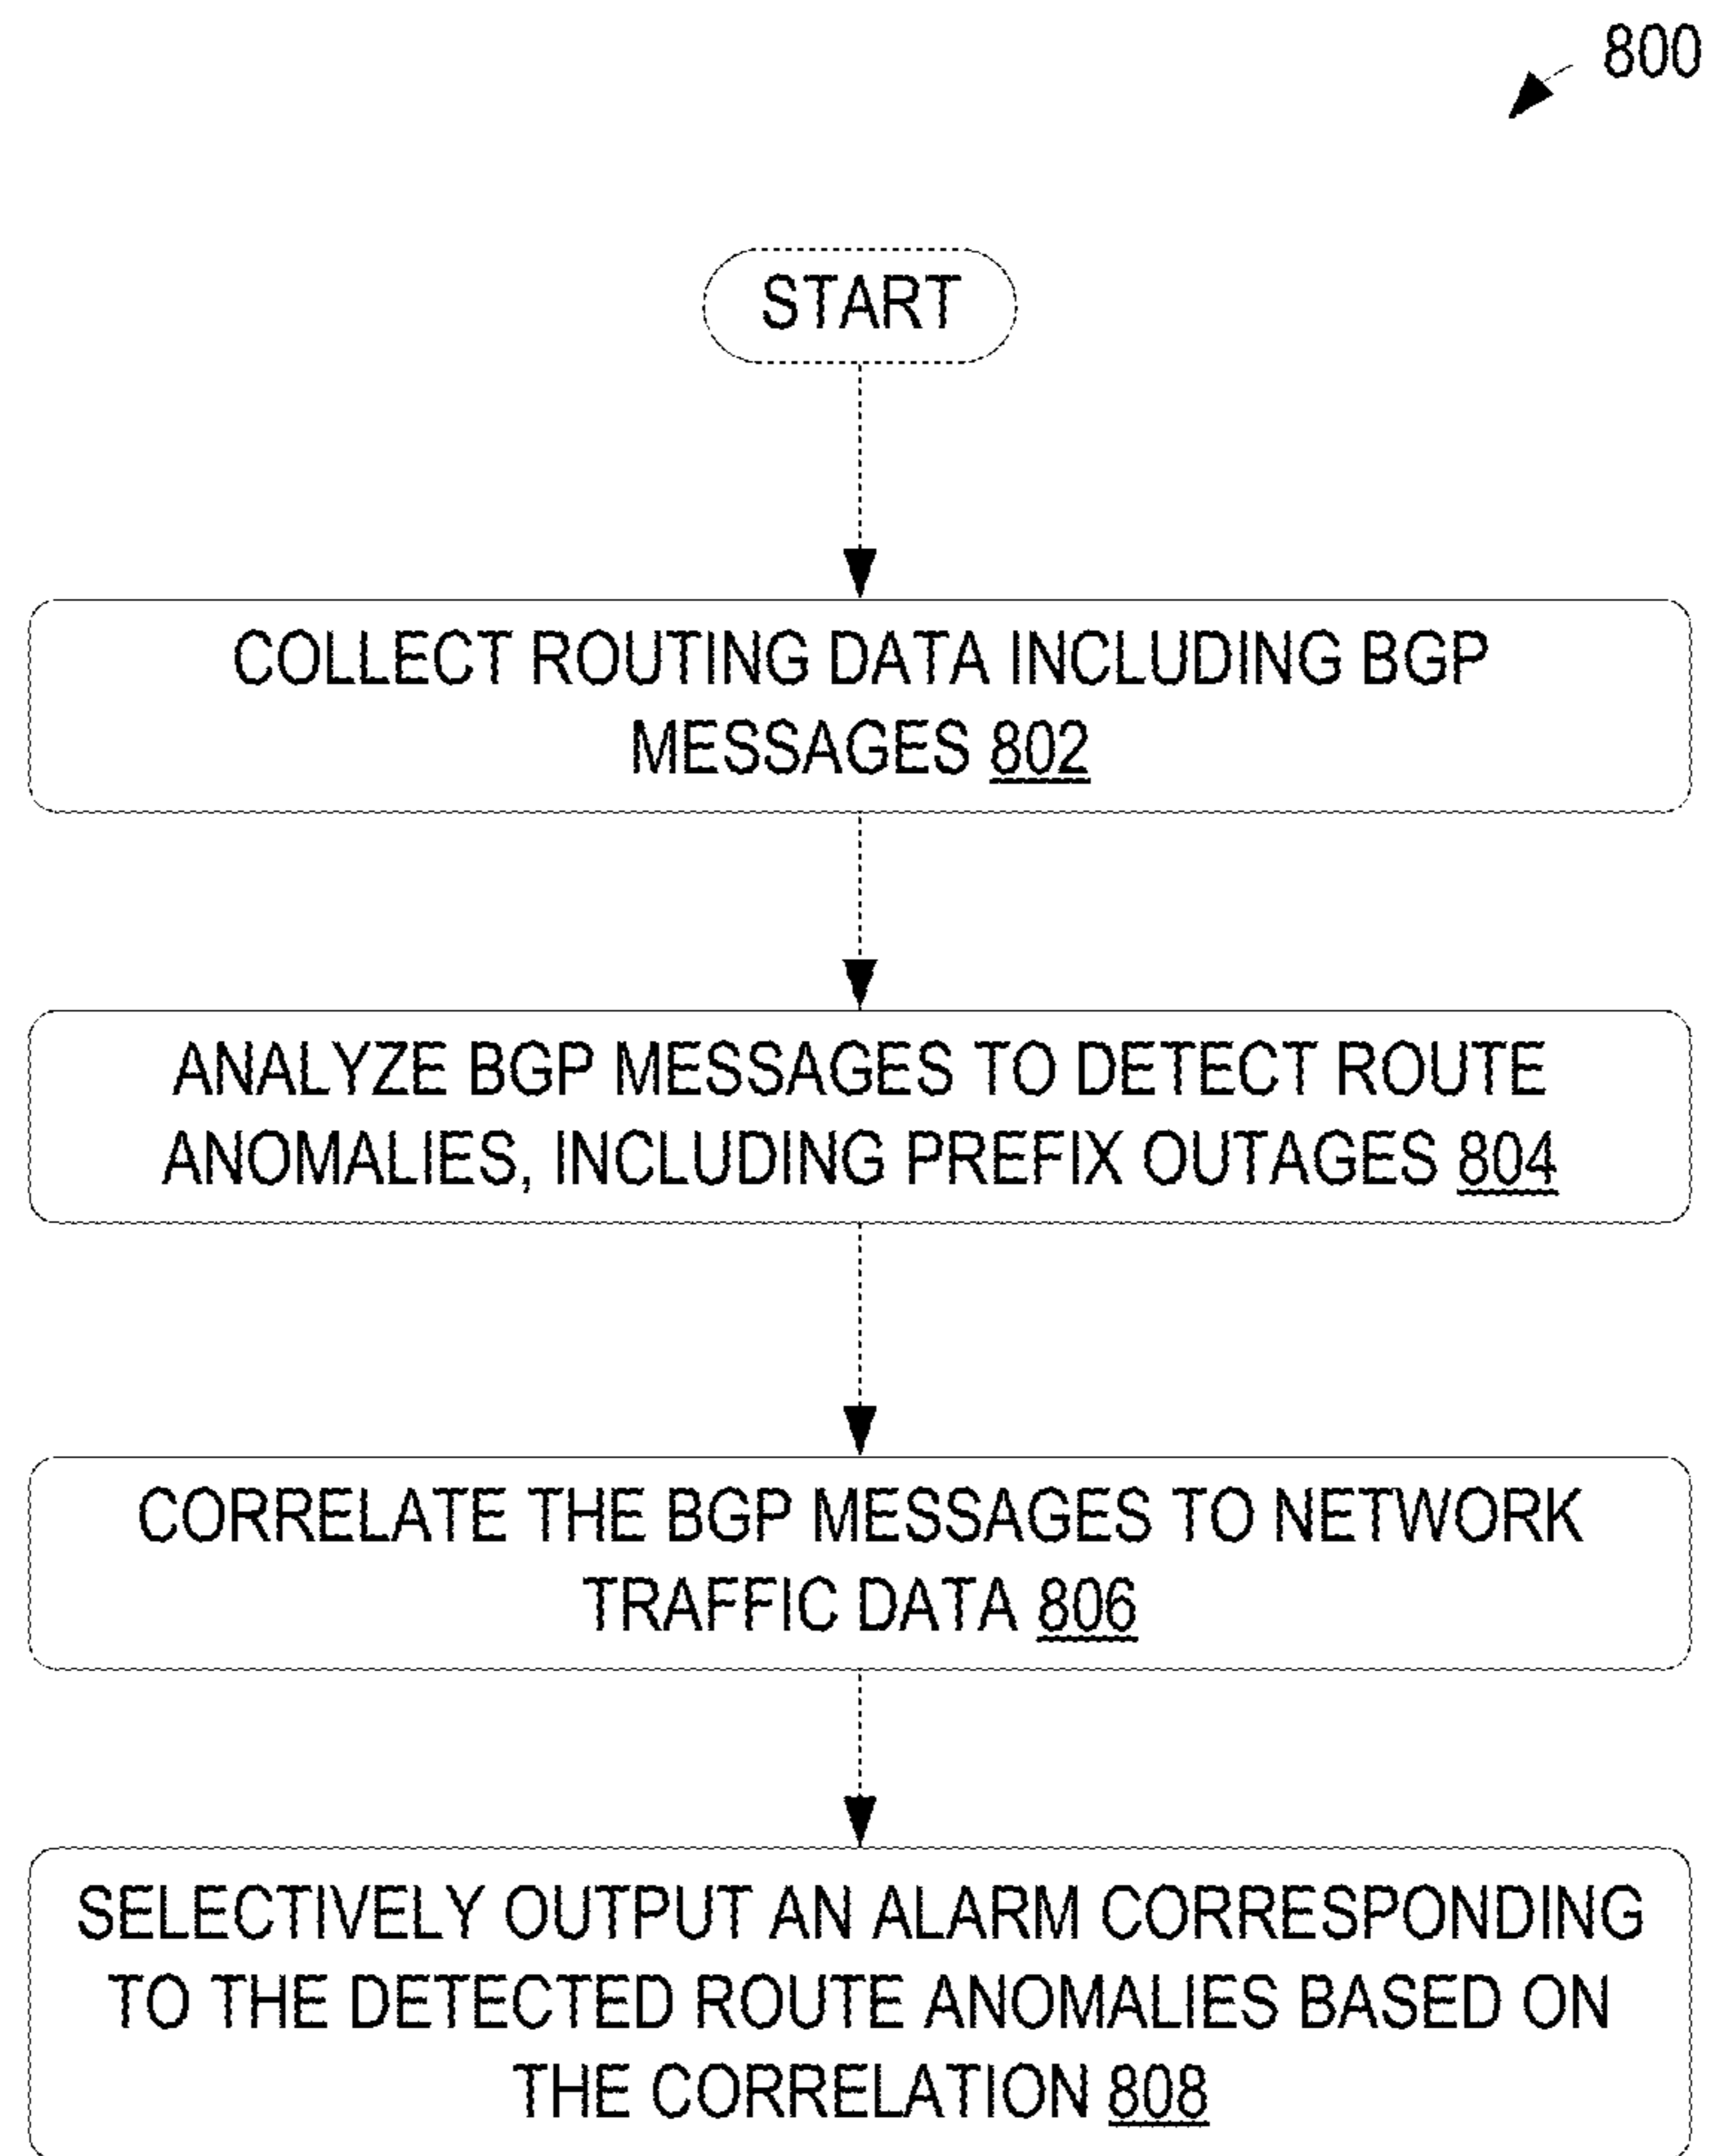 800
START
COLLECT ROUTING DATA INCLUDING BGP
MESSAGES 802
ANALYZE BGP MESSAGES TO DETECT ROUTE
ANOMALIES, INCLUDING PREFIX OUTAGES 804
CORRELATE THE BGP MESSAGES TO NETWORK
TRAFFIC DATA 806
SELECTIVELY OUTPUT AN ALARM CORRESPONDING
TO THE DETECTED ROUTE ANOMALIES BASED ON
THE CORRELATION 808